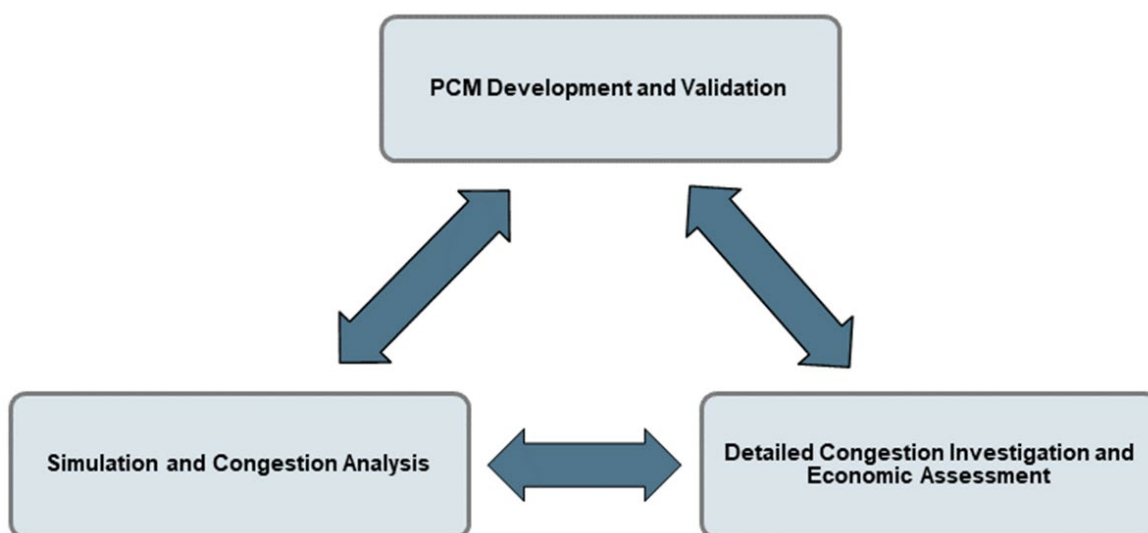 PCM Development and Validation
Simulation and Congestion Analysis
Detailed Congestion Investigation and
Economic Assessment